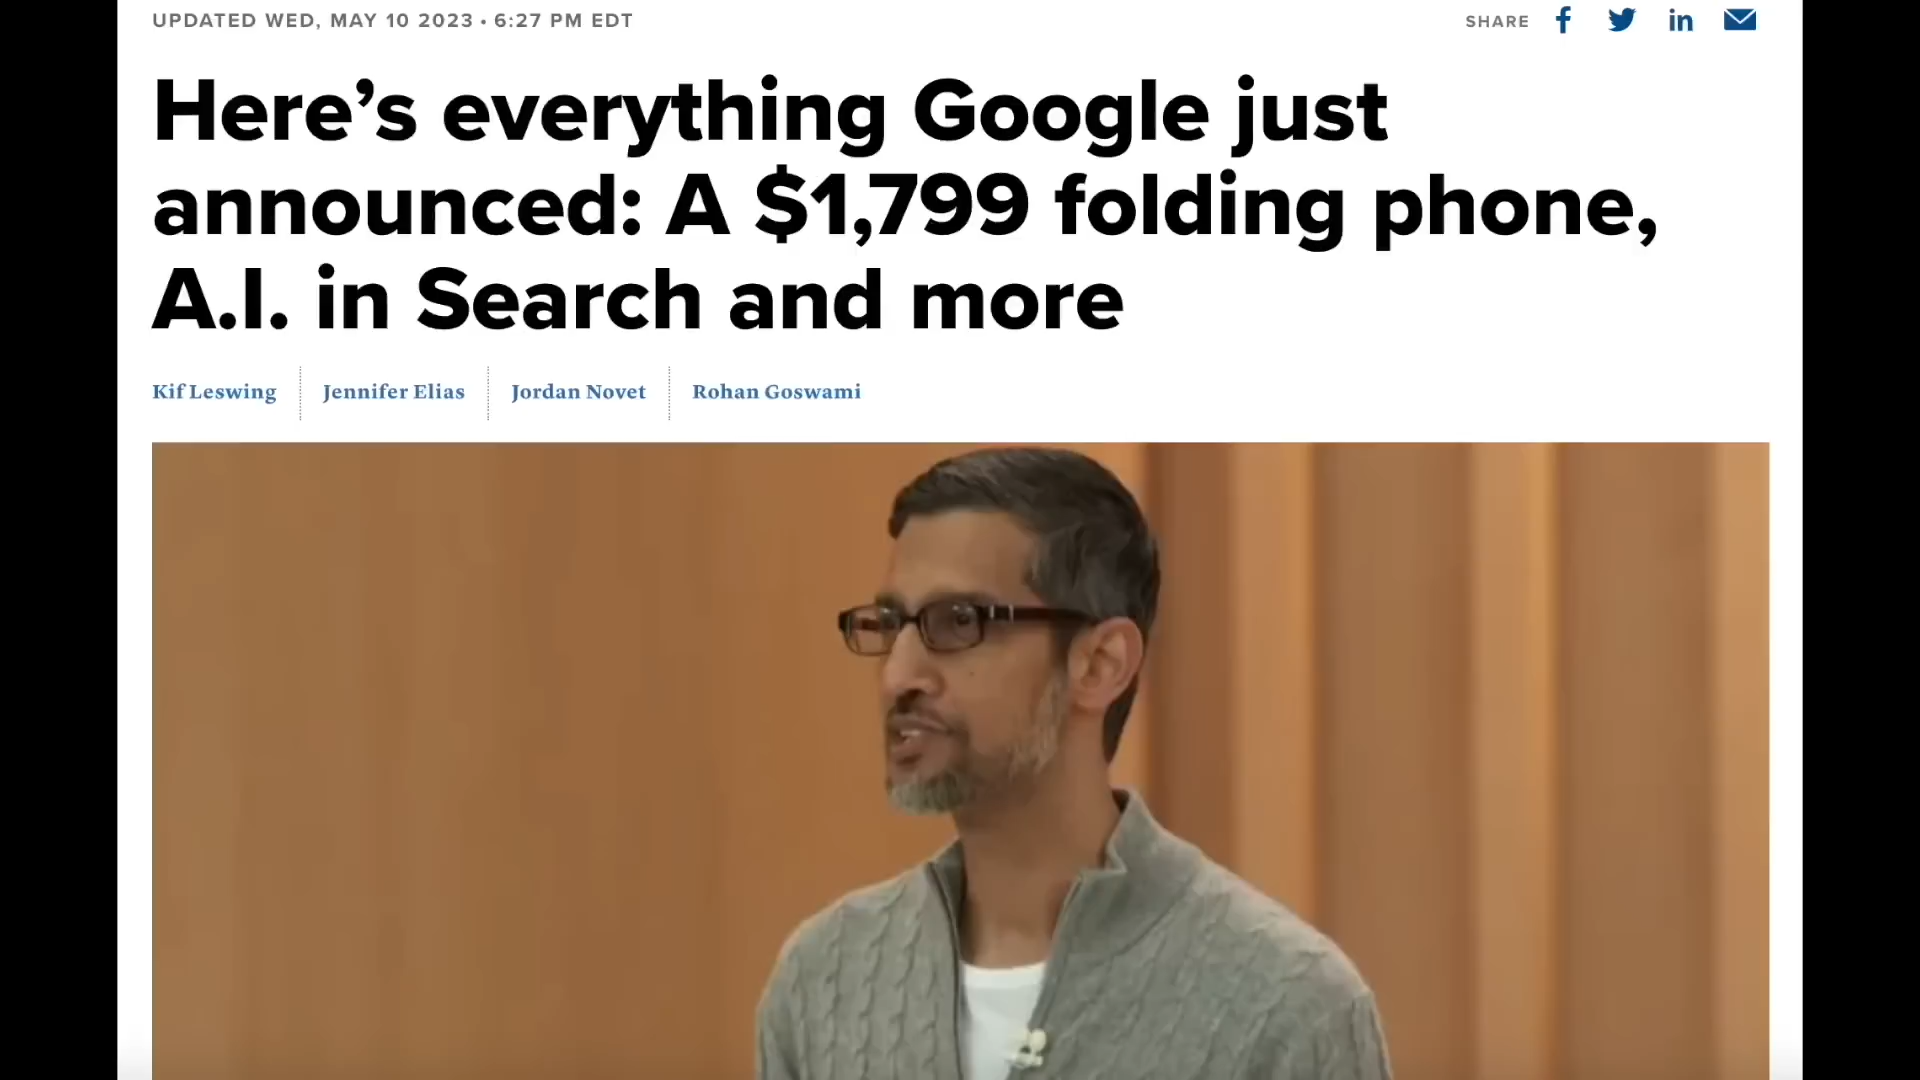 UPDATED WED, MAY 10 2023 • 6:27 PM EDT
SHARE
Here’s everything Google just
announced: A $1,799 folding phone,
A.I. in Search and more
Kif Leswing
Jennifer Elias
Jordan Novet
Rohan Goswami